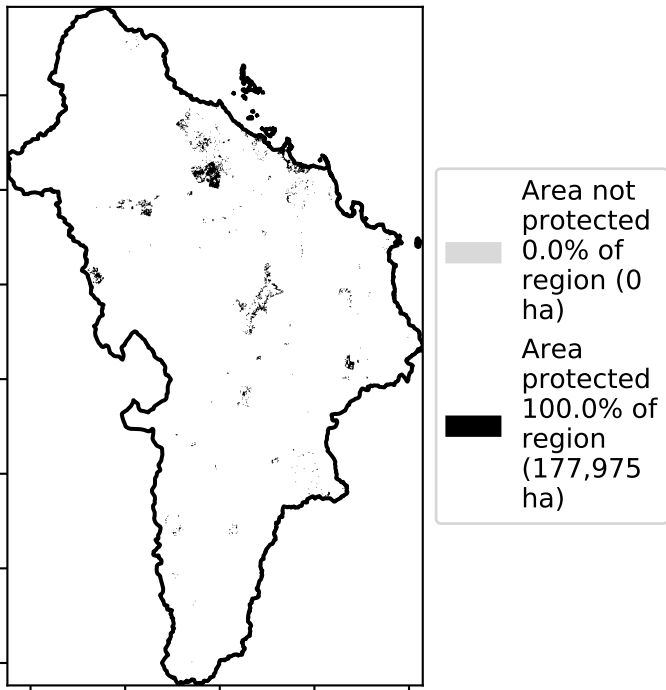 Area not
protected
0.0% of
region (0
ha)
Area
protected
100.0% of
region
(177,975
ha)